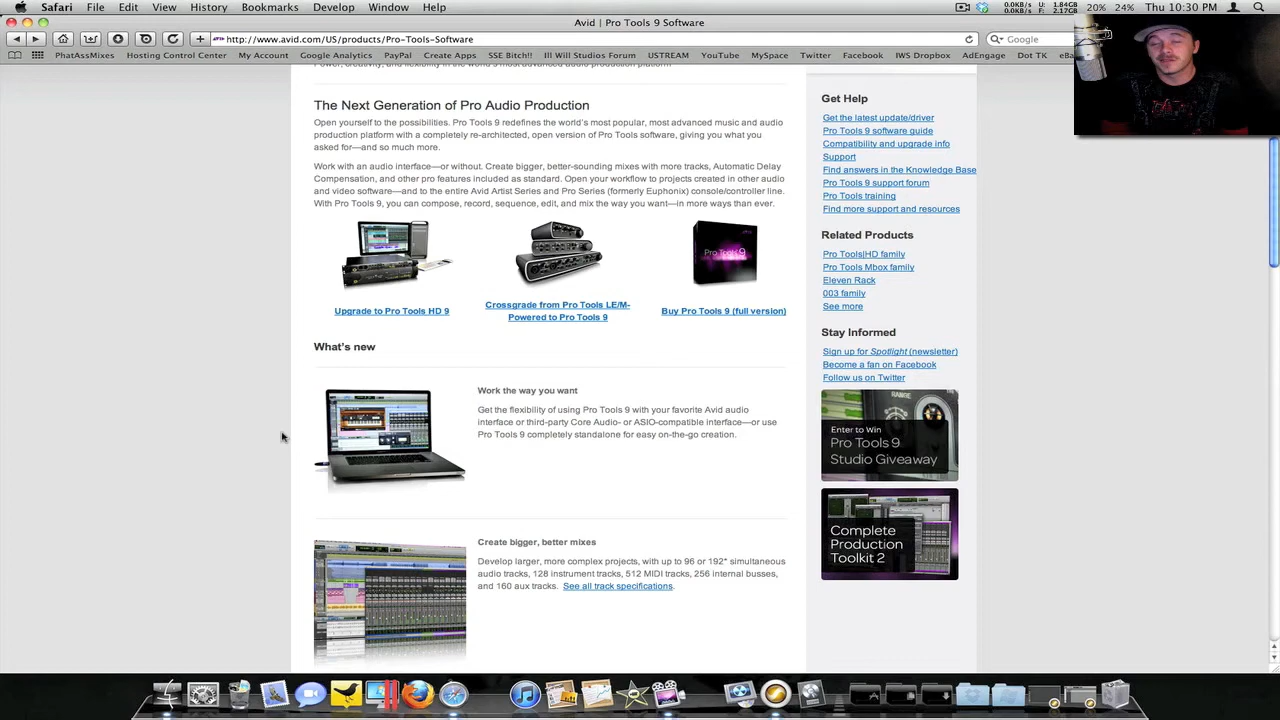 Safari File Edit View History Bookmarks Develop Window Help
0.0KB/s 0.0KB/s U: 1.84GB F: 2.17GB 20% 24% Thu 10:30 PM
Avid | Pro Tools 9 Software
http://www.avid.com/US/products/Pro-Tools-Software
Google
PhatAssMixes Hosting Control Center My Account Google Analytics PayPal Create Apps SSE Bitch!! Ill Will Studios Forum USTREAM YouTube MySpace Twitter Facebook IWS Dropbox AdEngage Dot TK eBa
The Next Generation of Pro Audio Production
Open yourself to the possibilities. Pro Tools 9 redefines the world's most popular, most advanced music and audio
production platform with a completely re-architected, open version of Pro Tools software, giving you what you
asked for—and so much more.
Work with an audio interface—or without. Create bigger, better-sounding mixes with more tracks, Automatic Delay
Compensation, and other pro features included as standard. Open your workflow to projects created in other audio
and video software—and to the entire Avid Artist Series and Pro Series (formerly Euphonix) console/controller line.
With Pro Tools 9, you can compose, record, sequence, edit, and mix the way you want—in more ways than ever.
Pro Tools 9
Upgrade to Pro Tools HD 9
Crossgrade from Pro Tools LE/M-
Powered to Pro Tools 9
Buy Pro Tools 9 (full version)
What's new
Work the way you want
Get the flexibility of using Pro Tools 9 with your favorite Avid audio
interface or third-party Core Audio- or ASIO-compatible interface—or use
Pro Tools 9 completely standalone for easy on-the-go creation.
Create bigger, better mixes
Develop larger, more complex projects, with up to 96 or 192* simultaneous
audio tracks, 128 instrument tracks, 512 MIDI tracks, 256 internal busses,
and 160 aux tracks. See all track specifications.
Get Help
Get the latest update/driver
Pro Tools 9 software guide
Compatibility and upgrade info
Support
Find answers in the Knowledge Base
Pro Tools 9 support forum
Pro Tools training
Find more support and resources
Related Products
Pro Tools|HD family
Pro Tools Mbox family
Eleven Rack
003 family
See more
Stay Informed
Sign up for Spotlight (newsletter)
Become a fan on Facebook
Follow us on Twitter
RANGE
Enter to Win
Pro Tools 9
Studio Giveaway
Complete
Production
Toolkit 2